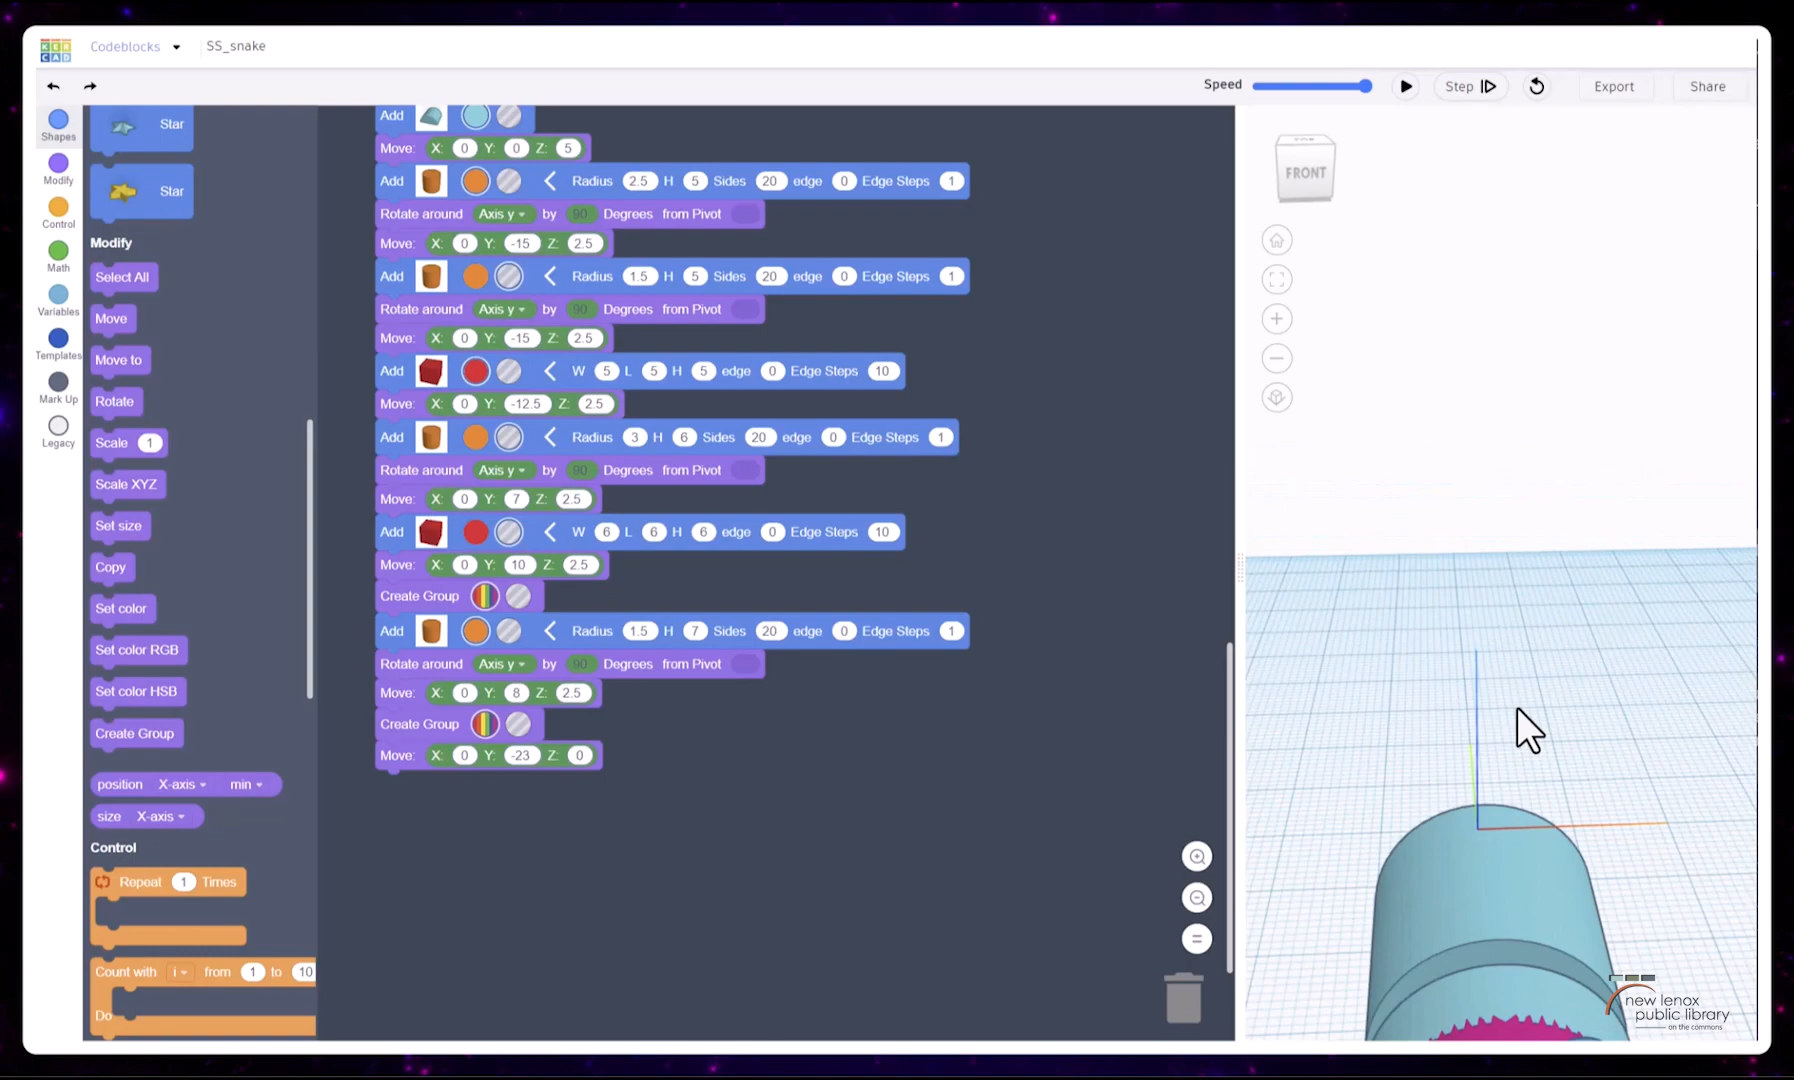 KER
CAD
Codeblocks
SS_snake
Speed
Step
Export
Share
Shapes
Modify
Control
Math
Variables
Templates
Mark Up
Legacy
Star
Star
Modify
Select All
Move
Move to
Rotate
Scale 1
Scale XYZ
Set size
Copy
Set color
Set color RGB
Set color HSB
Create Group
position X-axis min
size X-axis
Control
Repeat 1 Times
Count with i from 1 to 10
Do
Add
Move: X: 0 Y: 0 Z: 5
Add Radius 2.5 H 5 Sides 20 edge 0 Edge Steps 1
Rotate around Axis y by 90 Degrees from Pivot
Move: X: 0 Y: -15 Z: 2.5
Add Radius 1.5 H 5 Sides 20 edge 0 Edge Steps 1
Rotate around Axis y by 90 Degrees from Pivot
Move: X: 0 Y: -15 Z: 2.5
Add W 5 L 5 H 5 edge 0 Edge Steps 10
Move: X: 0 Y: -12.5 Z: 2.5
Add Radius 3 H 6 Sides 20 edge 0 Edge Steps 1
Rotate around Axis y by 90 Degrees from Pivot
Move: X: 0 Y: 7 Z: 2.5
Add W 6 L 6 H 6 edge 0 Edge Steps 10
Move: X: 0 Y: 10 Z: 2.5
Create Group
Add Radius 1.5 H 7 Sides 20 edge 0 Edge Steps 1
Rotate around Axis y by 90 Degrees from Pivot
Move: X: 0 Y: 8 Z: 2.5
Create Group
Move: X: 0 Y: -23 Z: 0
FRONT
new lenox
public library
on the commons